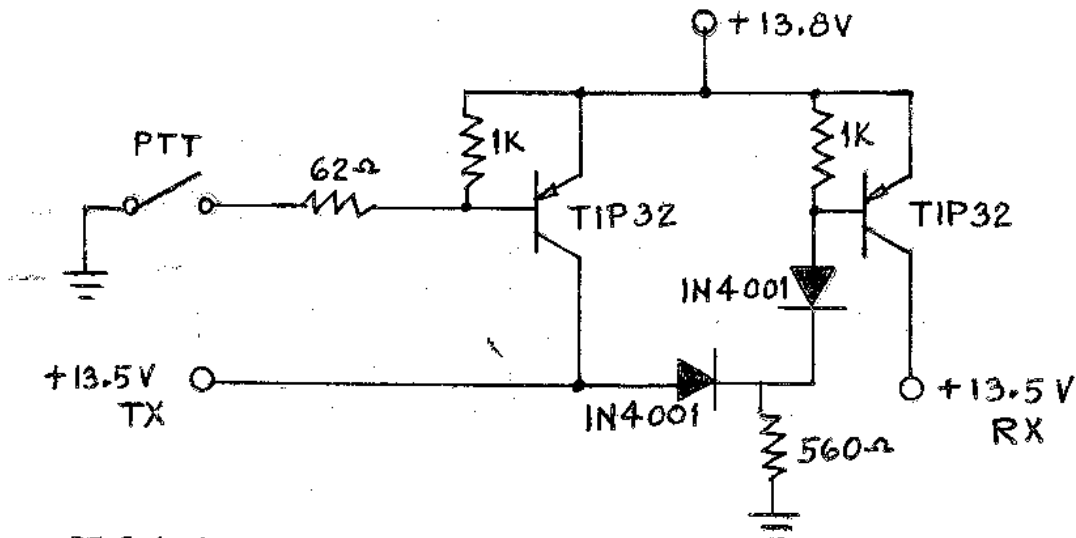 +13.8V
PTT
62Ω
1K
TIP32
1K
TIP32
1N4001
+13.5V
TX
1N4001
+13.5V
RX
560Ω